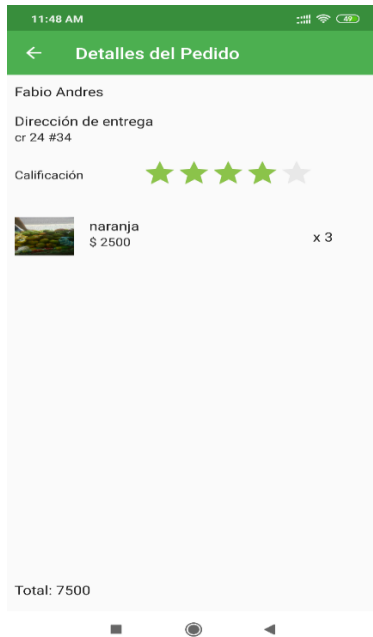 11:48 AM
49
Detalles del Pedido
Fabio Andres
Dirección de entrega
cr 24 #34
Calificación
naranja
$ 2500
x 3
Total: 7500